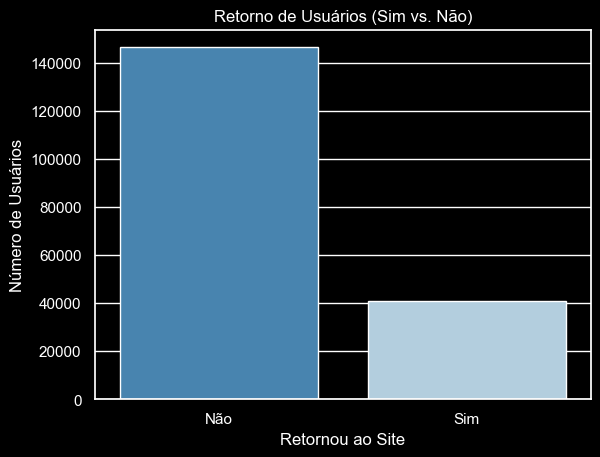 Retorno de Usuários (Sim vs. Não)
Número de Usuários
140000
120000
100000
80000
60000
40000
20000
0
Não Sim
Retornou ao Site